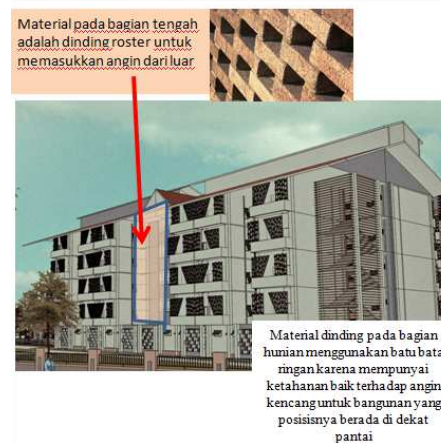 Material pada bagian tengah
adalah dinding roster untuk
memasukkan angin dari luar
Material dinding pada bagian
hunian menggunakan batu bata
ringan karena mempunyai
ketahanan baik terhadap angin
kencang untuk bangunan yang
posisisnya berada di dekat
pantai